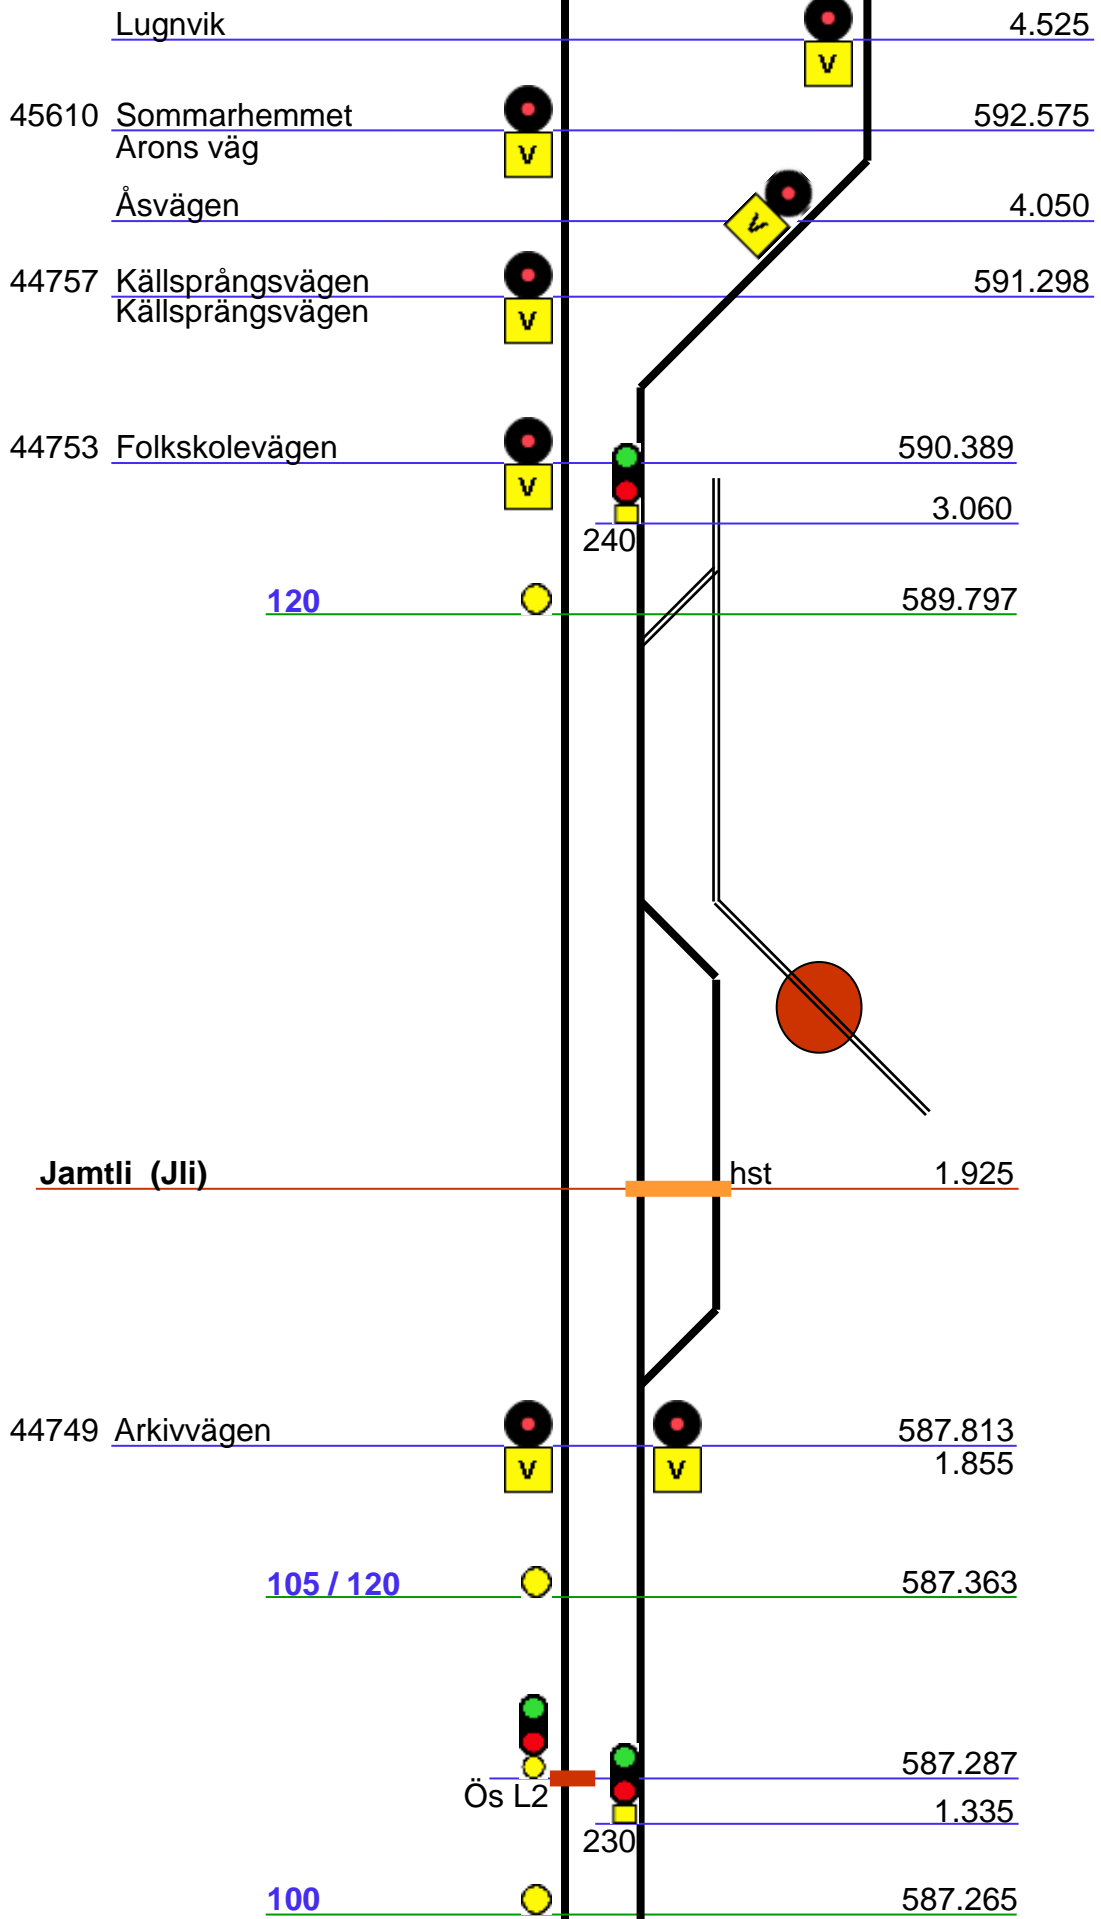 Lugnvik 4.525
V
45610 Sommarhemmet 592.575
Arons väg
V
Åsvägen 4.050
V
44757 Källsprångsvägen 591.298
Källsprängsvägen
V
44753 Folkskolevägen 590.389
V
3.060
240
120 589.797
Jamtli (Jli) hst 1.925
44749 Arkivvägen 587.813
V V 1.855
105 / 120 587.363
587.287
Ös L2
1.335
230
100 587.265